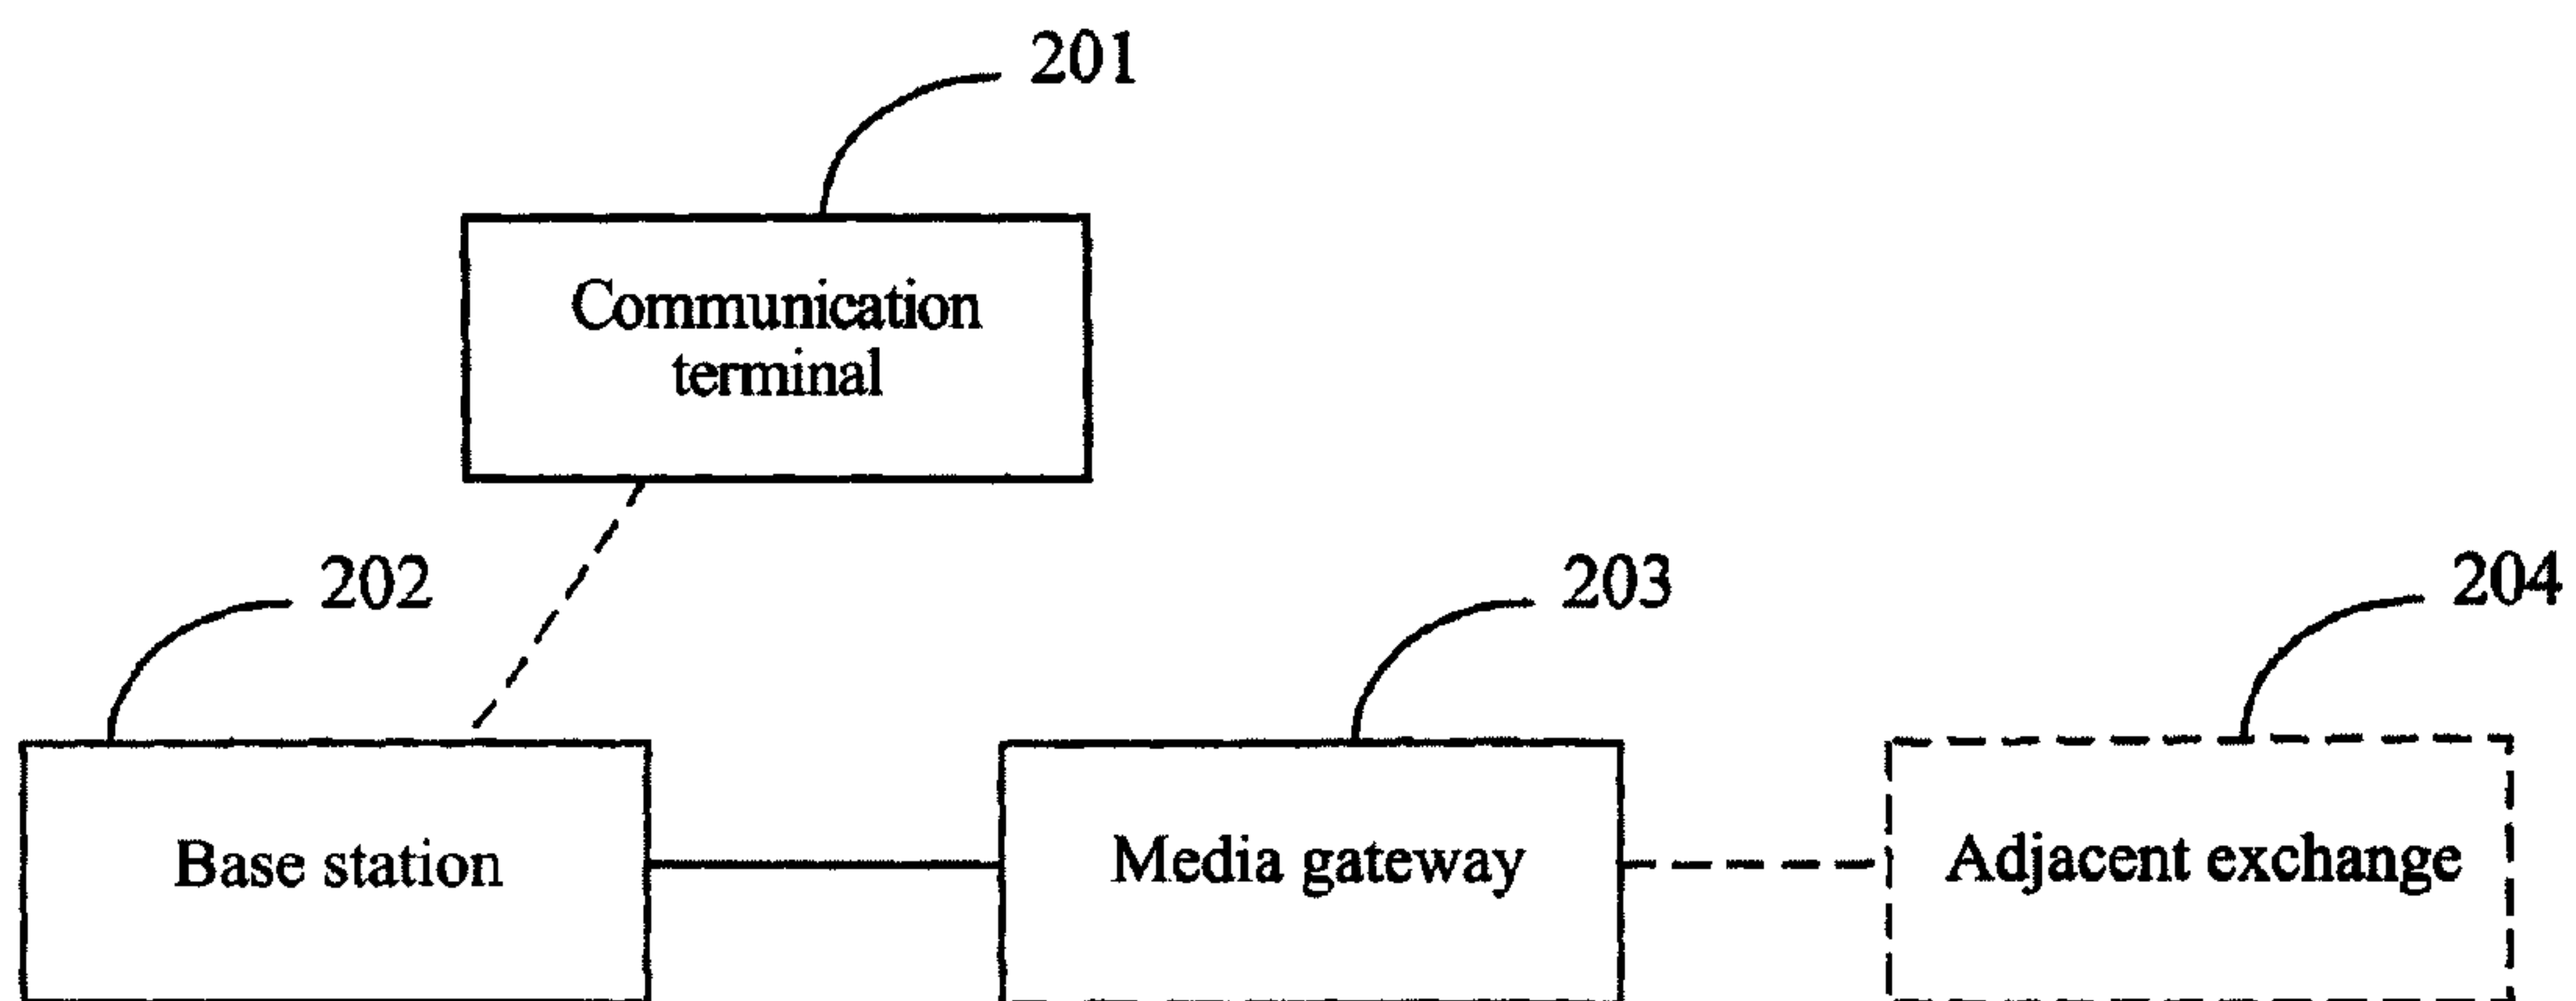 201
Communication
terminal
202
203
204
Base station
Media gateway
Adjacent exchange